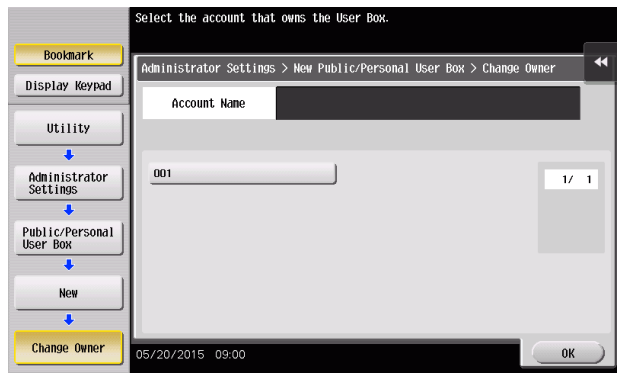 Select the account that owns the User Box.
Bookmark
Display Keypad
Administrator Settings > New Public/Personal User Box > Change Owner
Account Name
Utility
001
1/ 1
Administrator
Settings
Public/Personal
User Box
New
Change Owner
05/20/2015 09:00
OK